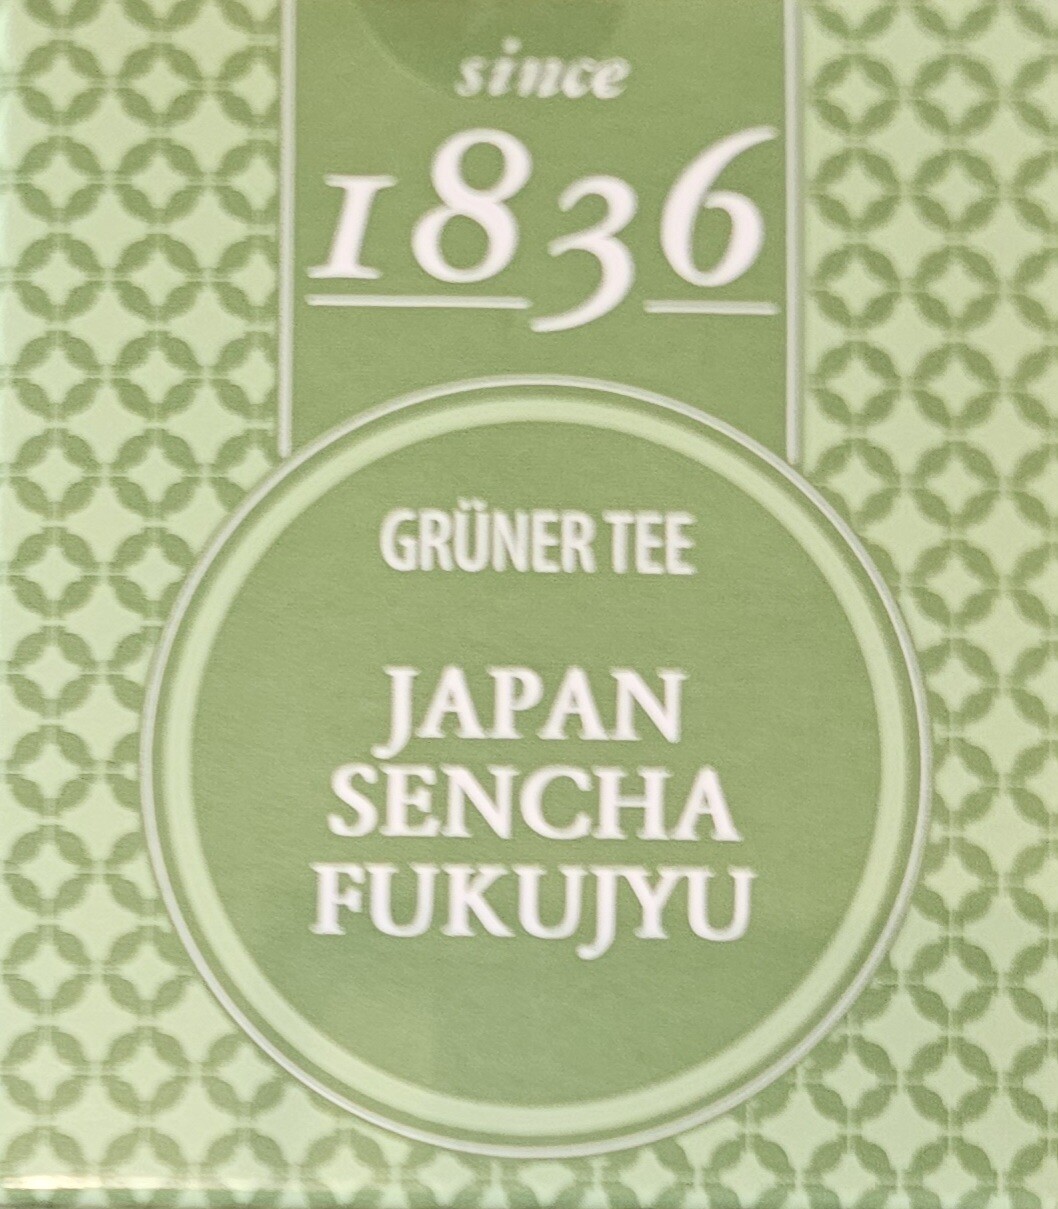 since
1836
GRÜNER TEE
JAPAN
SENCHA
FUKUJYU